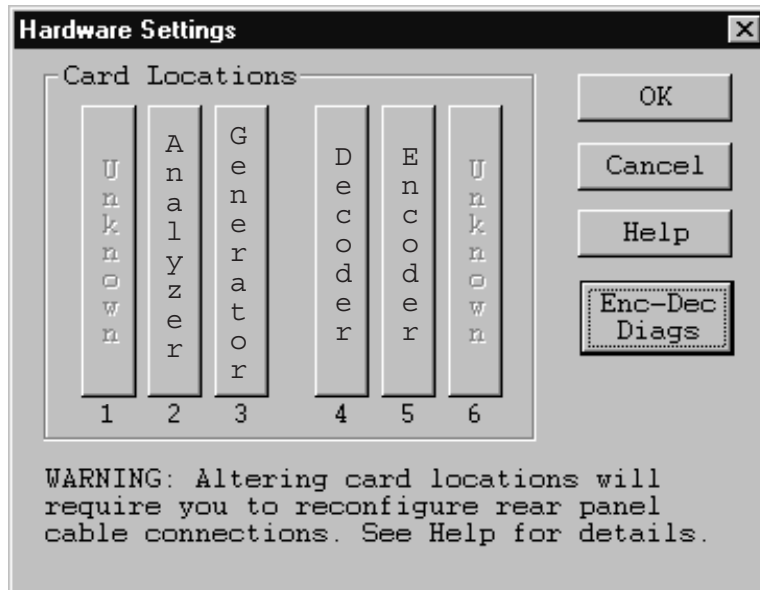 Hardware Settings
Card Locations
Unknown
Analyzer
Generator
Decoder
Encoder
Unknown
1 2 3 4 5 6
OK
Cancel
Help
Enc-Dec
Diags
WARNING: Altering card locations will
require you to reconfigure rear panel
cable connections. See Help for details.